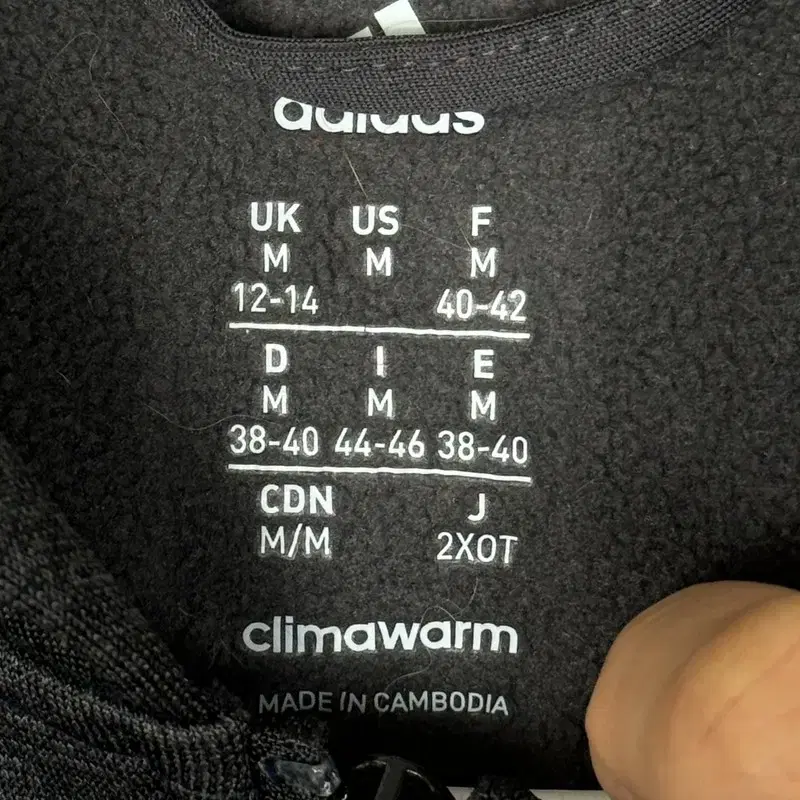 adidas
UK US F
M M M
12-14 40-42
D I E
M M M
38-40 44-46 38-40
CDN J
M/M 2XOT
climawarm
MADE IN CAMBODIA